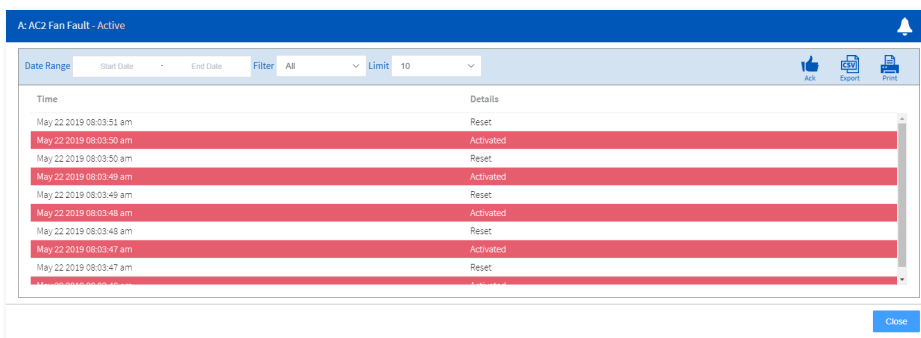 A: AC2 Fan Fault - Active
Date Range Start Date - End Date Filter All Limit 10
Ack Export Print
CSV
Time Details
May 22 2019 08:03:51 am Reset
May 22 2019 08:03:50 am Activated
May 22 2019 08:03:50 am Reset
May 22 2019 08:03:49 am Activated
May 22 2019 08:03:49 am Reset
May 22 2019 08:03:48 am Activated
May 22 2019 08:03:48 am Reset
May 22 2019 08:03:47 am Activated
May 22 2019 08:03:47 am Reset
Close